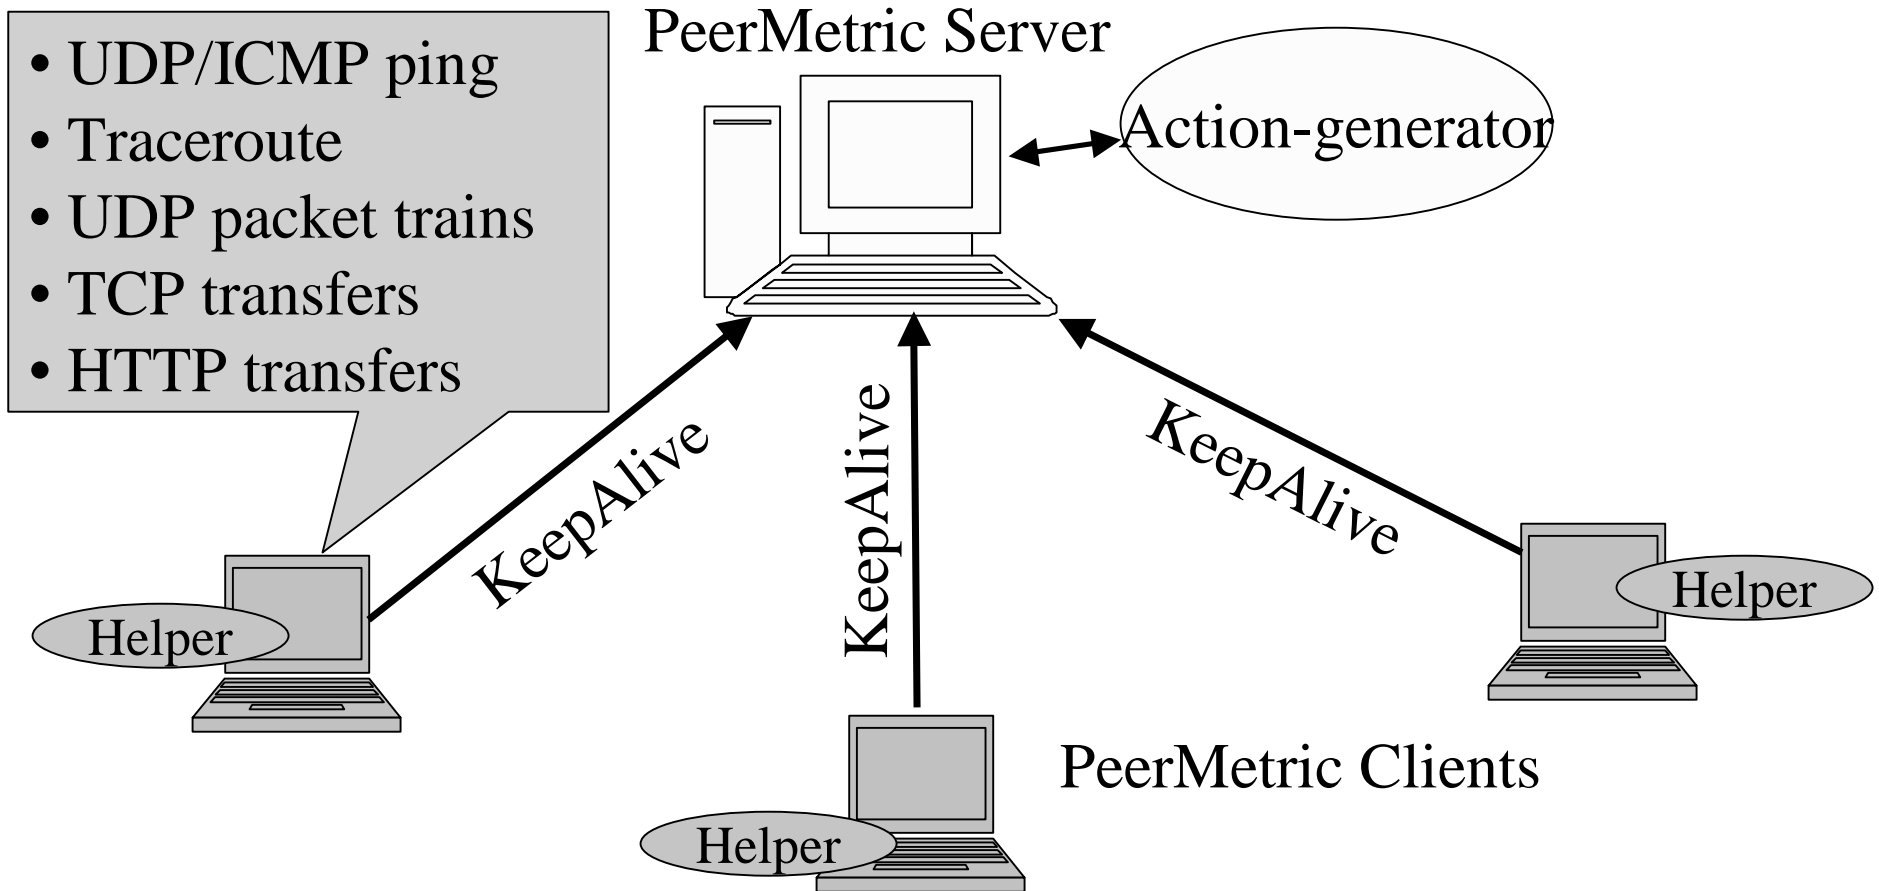 • UDP/ICMP ping
• Traceroute
• UDP packet trains
• TCP transfers
• HTTP transfers
PeerMetric Server
Action-generator
KeepAlive
KeepAlive
KeepAlive
Helper
Helper
Helper
PeerMetric Clients